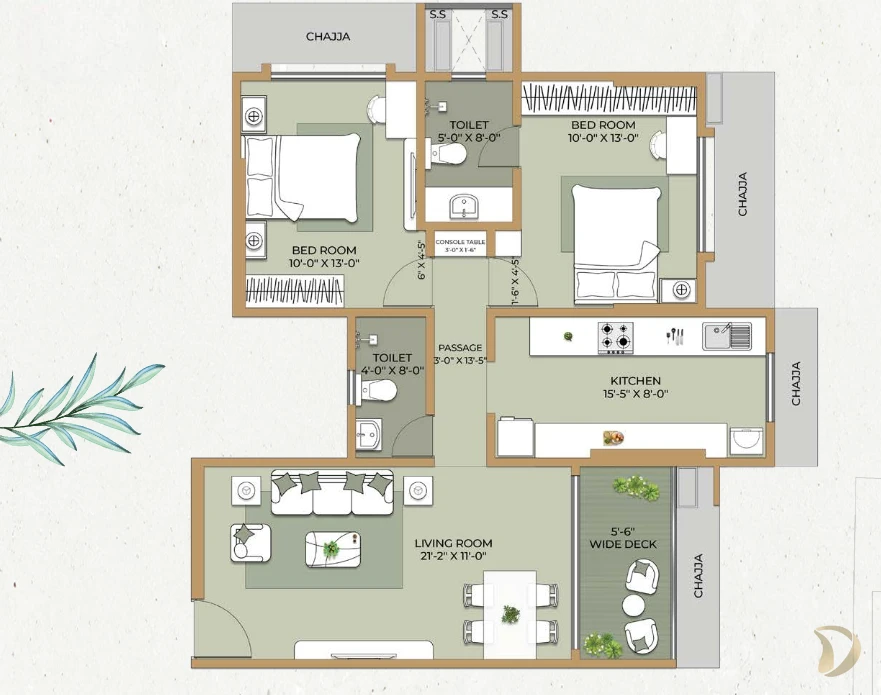 CHAJJA
S.S
S.S
TOILET
5'-0" X 8'-0"
BED ROOM
10'-0" X 13'-0"
CHAJJA
BED ROOM
10'-0" X 13'-0"
CONSOLE TABLE
3'-0" X 1'-6"
6" X 4'-5"
1'-6" X 4'-5"
TOILET
4'-0" X 8'-0"
PASSAGE
3'-0" X 13'-5"
KITCHEN
15'-5" X 8'-0"
CHAJJA
LIVING ROOM
21'-2" X 11'-0"
5'-6"
WIDE DECK
CHAJJA